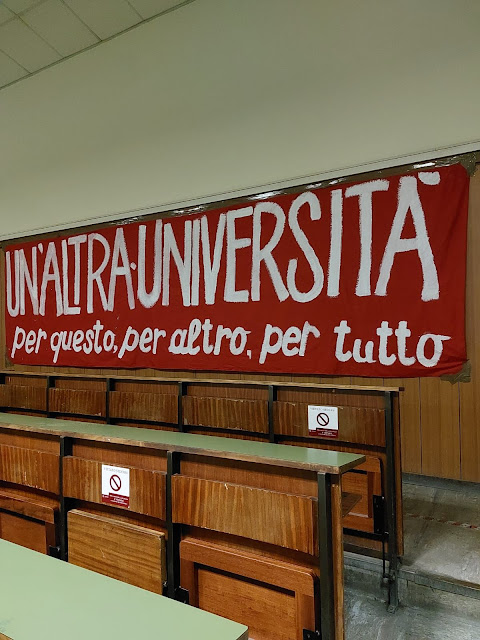 UN'ALTRA·UNIVERSITÀ
per questo, per altro, per tutto